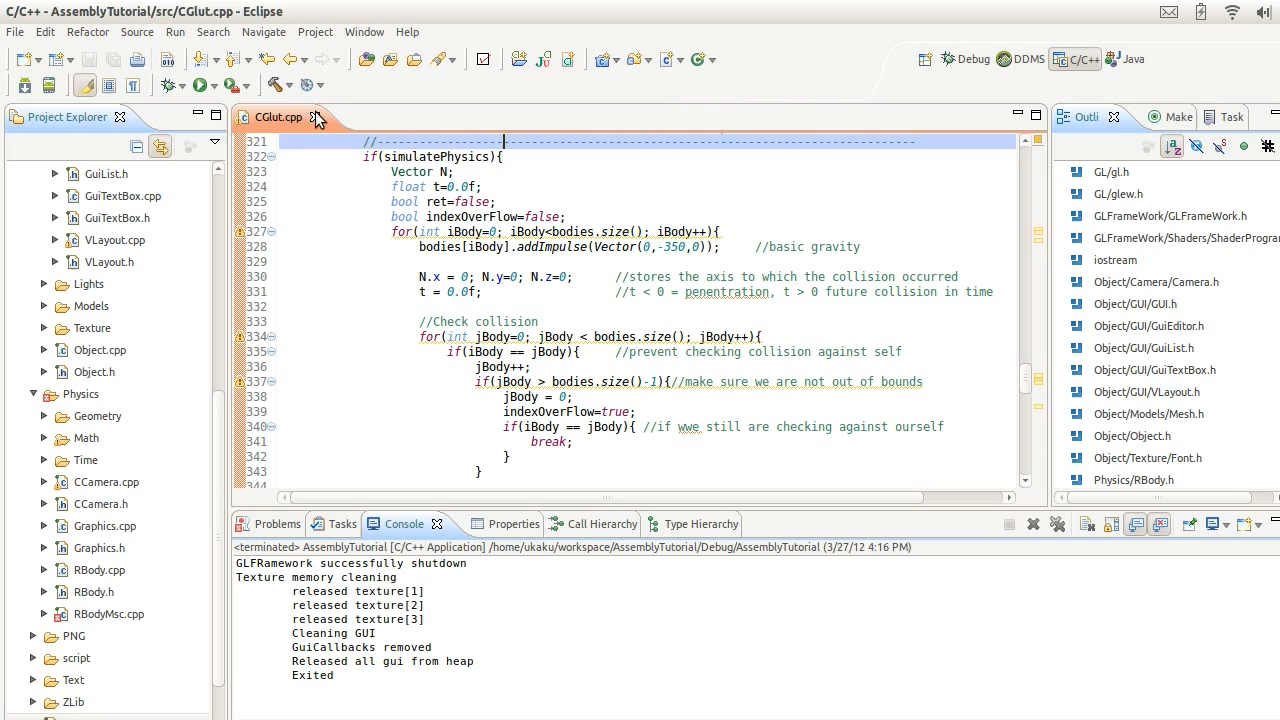 C/C++ - AssemblyTutorial/src/CGlut.cpp - Eclipse
File Edit Refactor Source Run Search Navigate Project Window Help
Debug DDMS C/C++ Java
Project Explorer
GuiList.h
GuiTextBox.cpp
GuiTextBox.h
VLayout.cpp
VLayout.h
Lights
Models
Texture
Object.cpp
Object.h
Physics
Geometry
Math
Time
CCamera.cpp
CCamera.h
Graphics.cpp
Graphics.h
RBody.cpp
RBody.h
RBodyMsc.cpp
PNG
script
Text
ZLib
CGlut.cpp
321 //-----------------------------------------------------------------------------
322 if(simulatePhysics){
323 Vector N;
324 float t=0.0f;
325 bool ret=false;
326 bool indexOverFlow=false;
327 for(int iBody=0; iBody<bodies.size(); iBody++){
328 bodies[iBody].addImpulse(Vector(0,-350,0)); //basic gravity
329
330 N.x = 0; N.y=0; N.z=0; //stores the axis to which the collision occurred
331 t = 0.0f; //t < 0 = penentration, t > 0 future collision in time
332
333 //Check collision
334 for(int jBody=0; jBody < bodies.size(); jBody++){
335 if(iBody == jBody){ //prevent checking collision against self
336 jBody++;
337 if(jBody > bodies.size()-1){//make sure we are not out of bounds
338 jBody = 0;
339 indexOverFlow=true;
340 if(iBody == jBody){ //if wwe still are checking against ourself
341 break;
342 }
343 }
344
Outli Make Task
GL/gl.h
GL/glew.h
GLFrameWork/GLFrameWork.h
GLFrameWork/Shaders/ShaderProgra
iostream
Object/Camera/Camera.h
Object/GUI/GUI.h
Object/GUI/GuiEditor.h
Object/GUI/GuiList.h
Object/GUI/GuiTextBox.h
Object/GUI/VLayout.h
Object/Models/Mesh.h
Object/Object.h
Object/Texture/Font.h
Physics/RBody.h
Problems Tasks Console Properties Call Hierarchy Type Hierarchy
<terminated> AssemblyTutorial [C/C++ Application] /home/ukaku/workspace/AssemblyTutorial/Debug/AssemblyTutorial (3/27/12 4:16 PM)
GLFRamework successfully shutdown
Texture memory cleaning
released texture[1]
released texture[2]
released texture[3]
Cleaning GUI
GuiCallbacks removed
Released all gui from heap
Exited